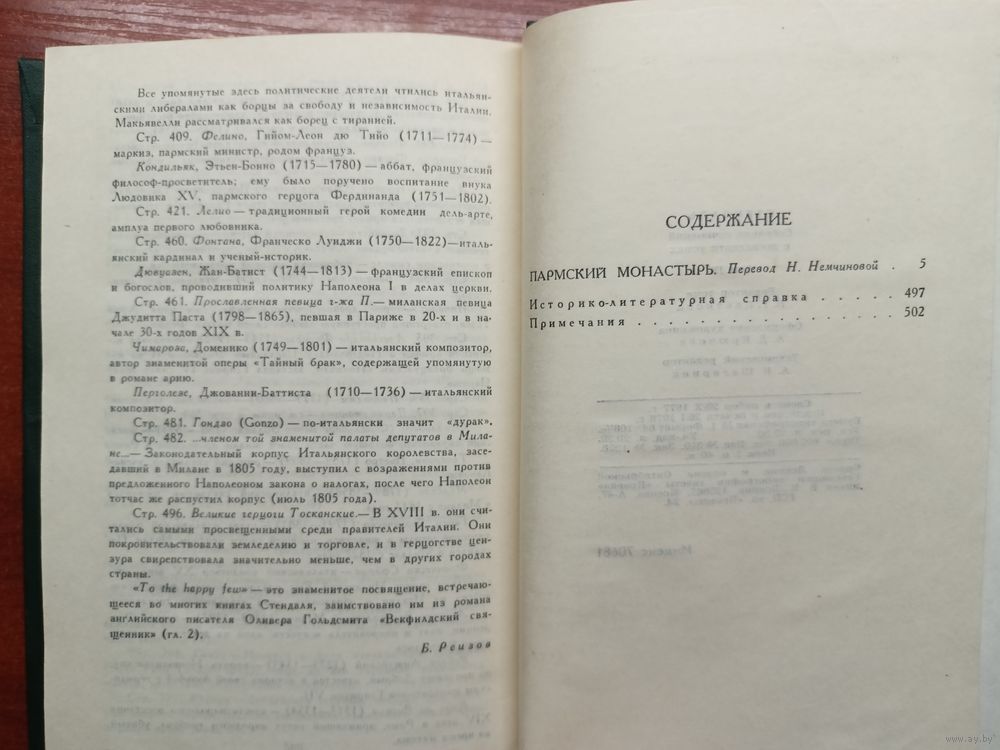 Все упомянутые здесь политические деятели чтились итальян-
скими либералами как борцы за свободу и независимость Италии.
Макьявелли рассматривался как борец с тиранией.
Стр. 409. Фелино, Гийом-Леон дю Тийо (1711—1774) —
маркиз, пармский министр, родом француз.
Кондильяк, Этьен-Бонно (1715—1780) — аббат, французский
философ-просветитель; ему было поручено воспитание внука
Людовика XV, пармского герцога Фердинанда (1751—1802).
Стр. 421. Лелио — традиционный герой комедии дель-арте,
амплуа первого любовника.
Стр. 460. Фонтана, Франческо Луиджи (1750—1822)—италь-
янский кардинал и ученый-историк.
Дювуазен, Жан-Батист (1744—1813) — французский епископ
и богослов, проводивший политику Наполеона I в делах церкви.
Стр. 461. Прославленная певица г-жа П.— миланская певица
Джудитта Паста (1798—1865), певшая в Париже в 20-х и в на-
чале 30-х годов XIX в.
Чимароза, Доменико (1749—1801) — итальянский композитор,
автор знаменитой оперы «Тайный брак», содержащей упомянутую
в романе арию.
Перголезе, Джованни-Баттиста (1710—1736) — итальянский
композитор.
Стр. 481. Гондзо (Gonzo) — по-итальянски значит «дурак».
Стр. 482. ...членом той знаменитой палаты депутатов в Мила-
не...— Законодательный корпус Итальянского королевства, засе-
давший в Милане в 1805 году, выступил с возражениями против
предложенного Наполеоном закона о налогах, после чего Наполеон
тотчас же распустил корпус (июль 1805 года).
Стр. 496. Великие герцоги Тосканские.— В XVIII в. они счи-
тались самыми просвещенными среди правителей Италии. Они
покровительствовали земледелию и торговле, и в герцогстве цен-
зура свирепствовала значительно меньше, чем в других городах
страны.
«To the happy few» — это знаменитое посвящение, встречаю-
щееся во многих книгах Стендаля, заимствовано им из романа
английского писателя Оливера Гольдсмита «Векфилдский свя-
щенник» (гл. 2).
Б. Реизов
СОДЕРЖАНИЕ
ПАРМСКИЙ МОНАСТЫРЬ. Перевод Н. Немчиновой . 5
Историко-литературная справка . . . . . 497
Примечания . . . . . . . . . . . . . . . . 502
Индекс 70681
www.ay.by